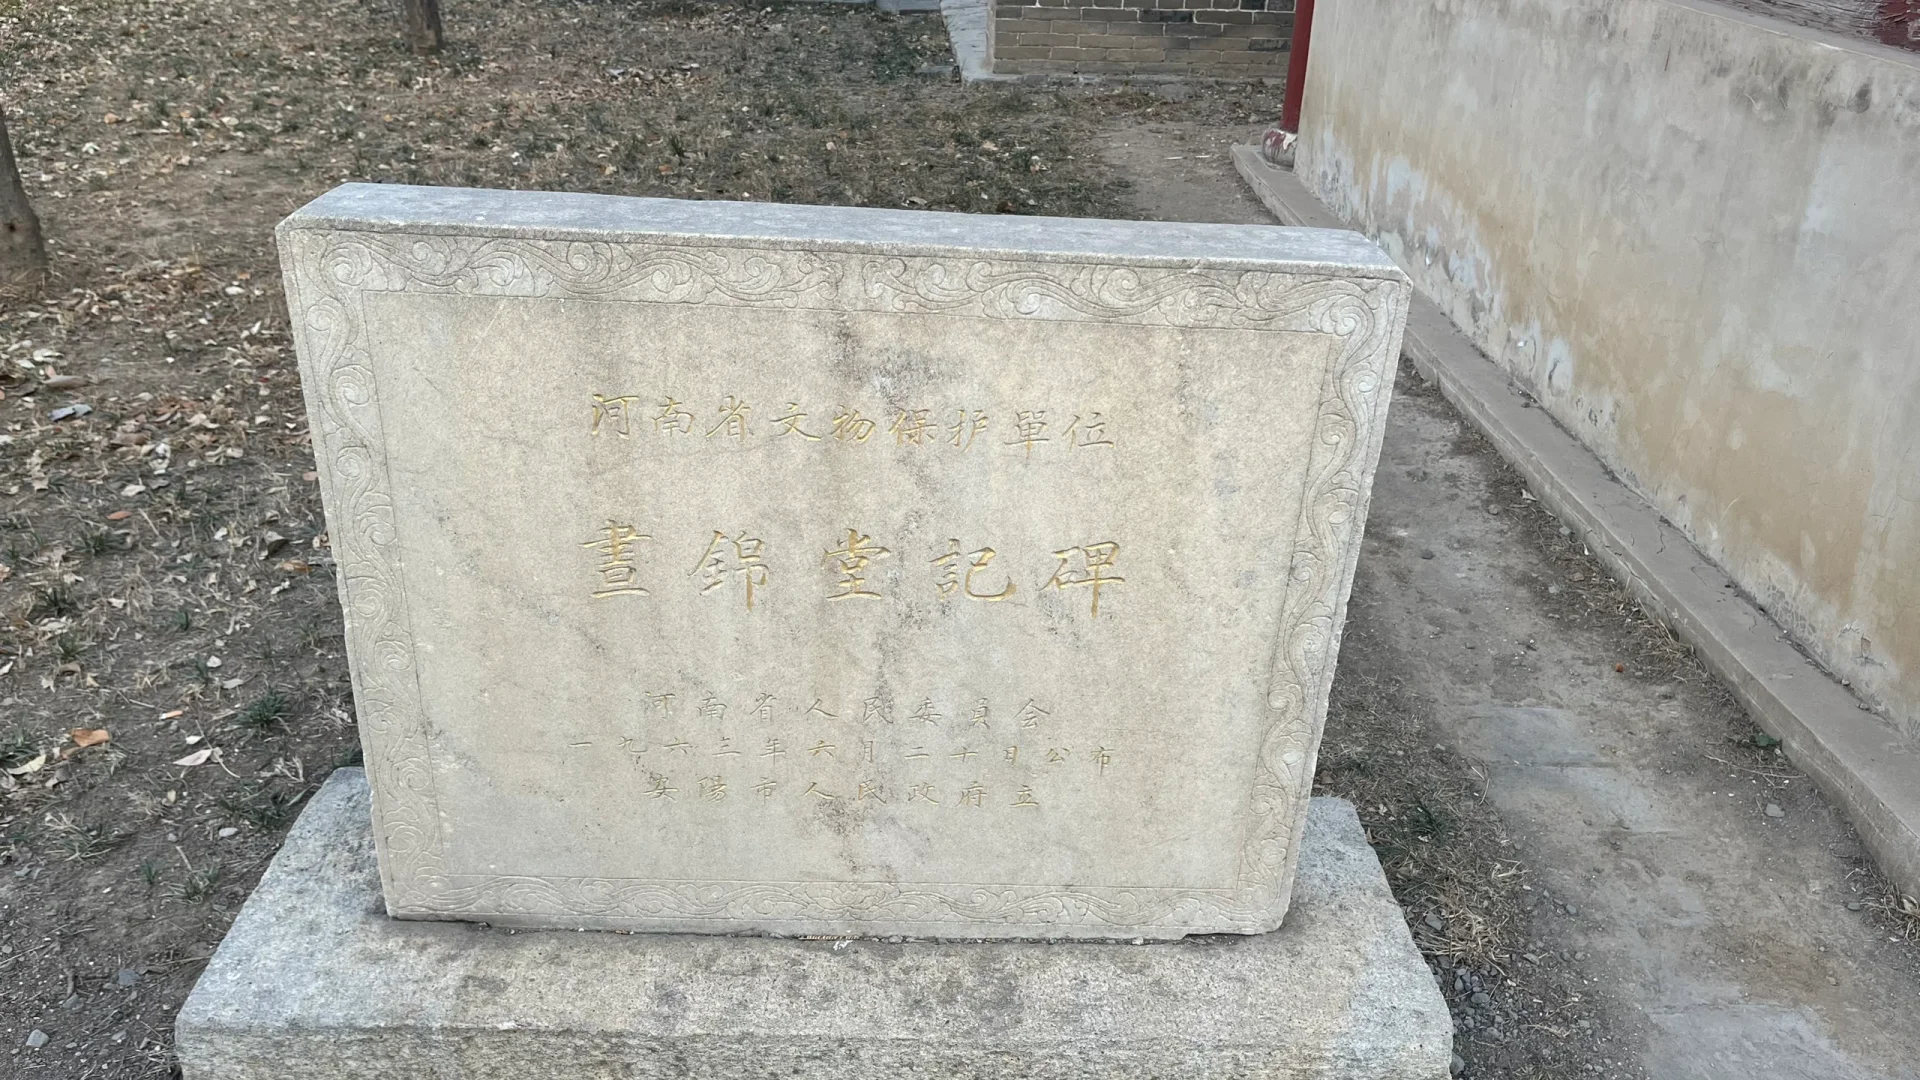 河南省文物保护單位
晝錦堂記碑
河南省人民委員会
一九六三年六月二十日公布
安陽市人民政府立